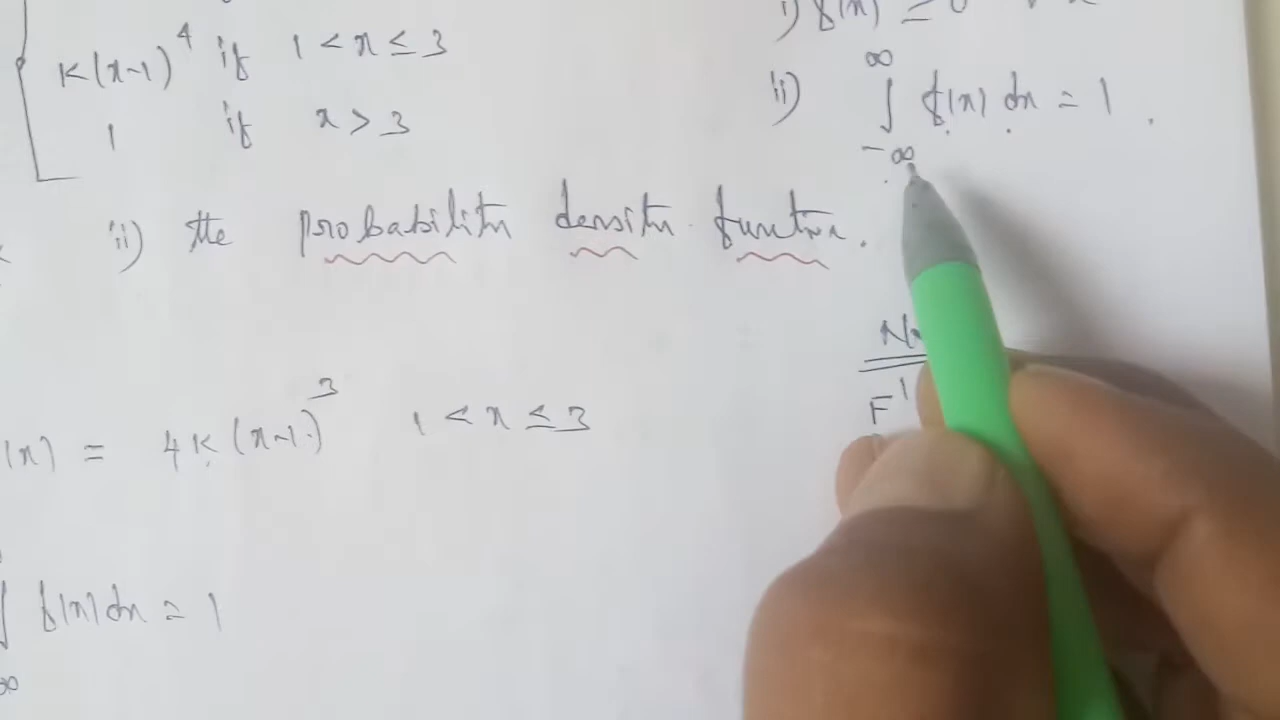 i) f(x) ≥ 0
K(x-1)^4 if 1 < x ≤ 3
ii) ∫_{-∞}^{∞} f(x) dx = 1.
1 if x > 3
ii) the probability density function.
(x) = 4K(x-1)^3 1 < x ≤ 3
F'
∫ f(x) dx = 1
∞